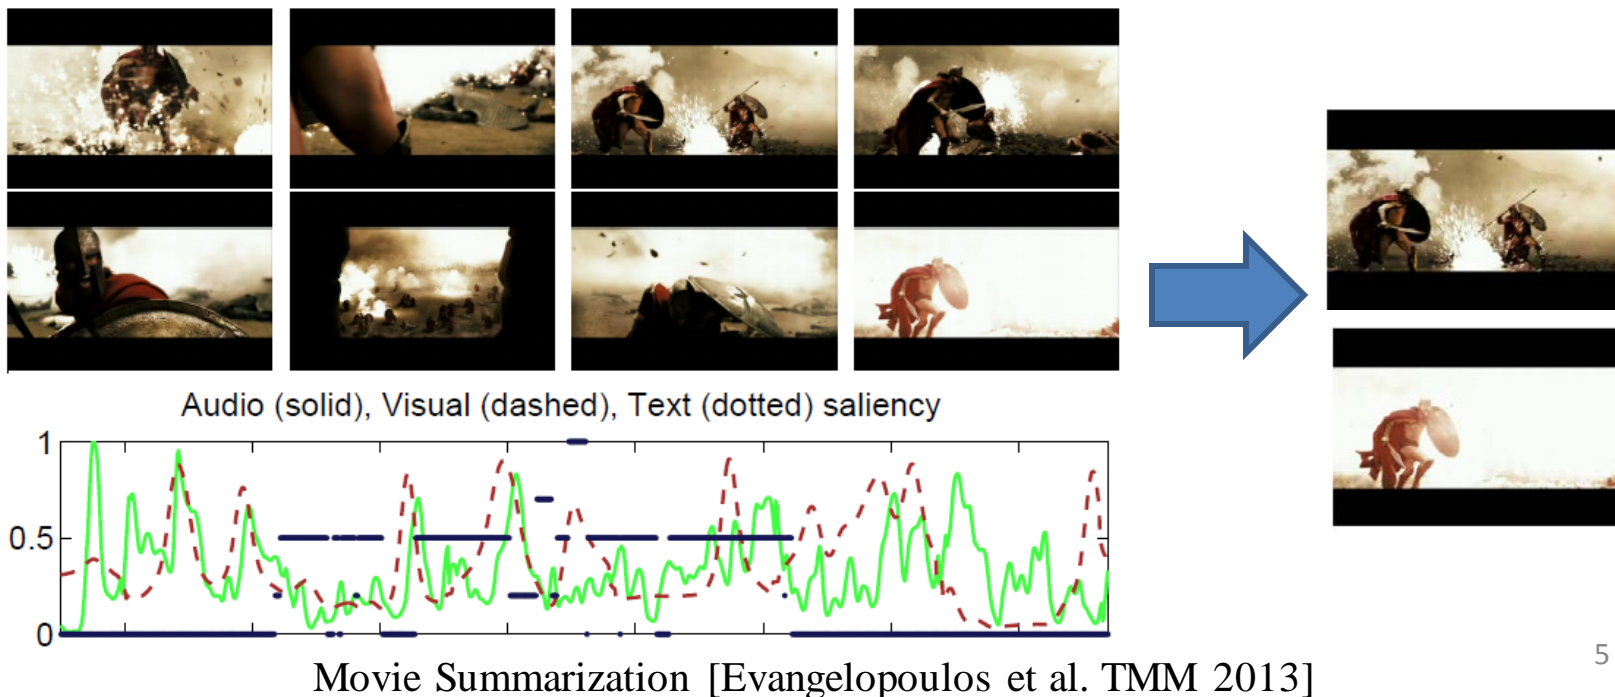 Audio (solid), Visual (dashed), Text (dotted) saliency
1
0.5
0
Movie Summarization [Evangelopoulos et al. TMM 2013]
5